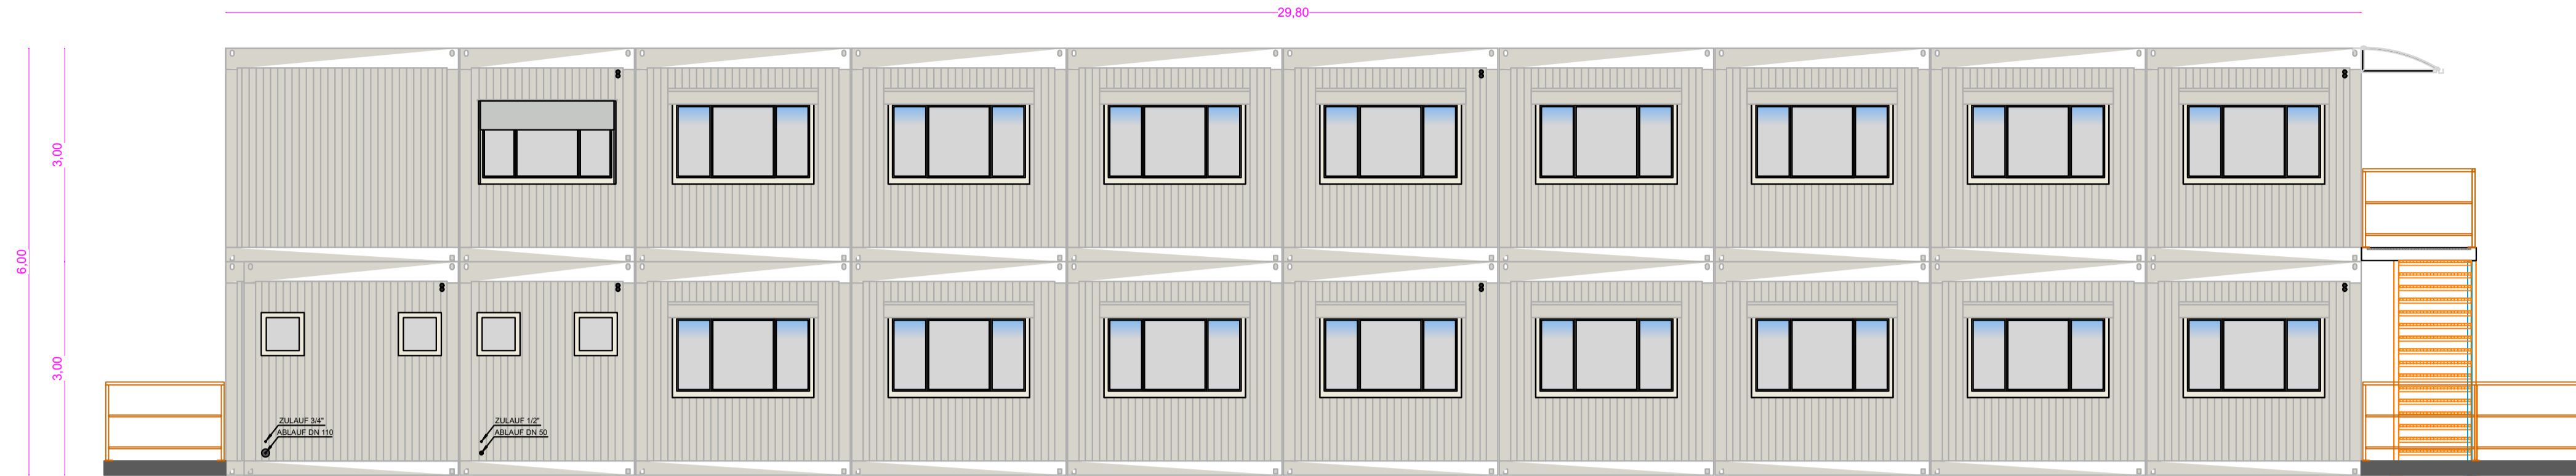 29,80
3,00
6,00
3,00
ZULAUF 3/4"
ABLAUF DN 110
ZULAUF 1/2"
ABLAUF DN 50